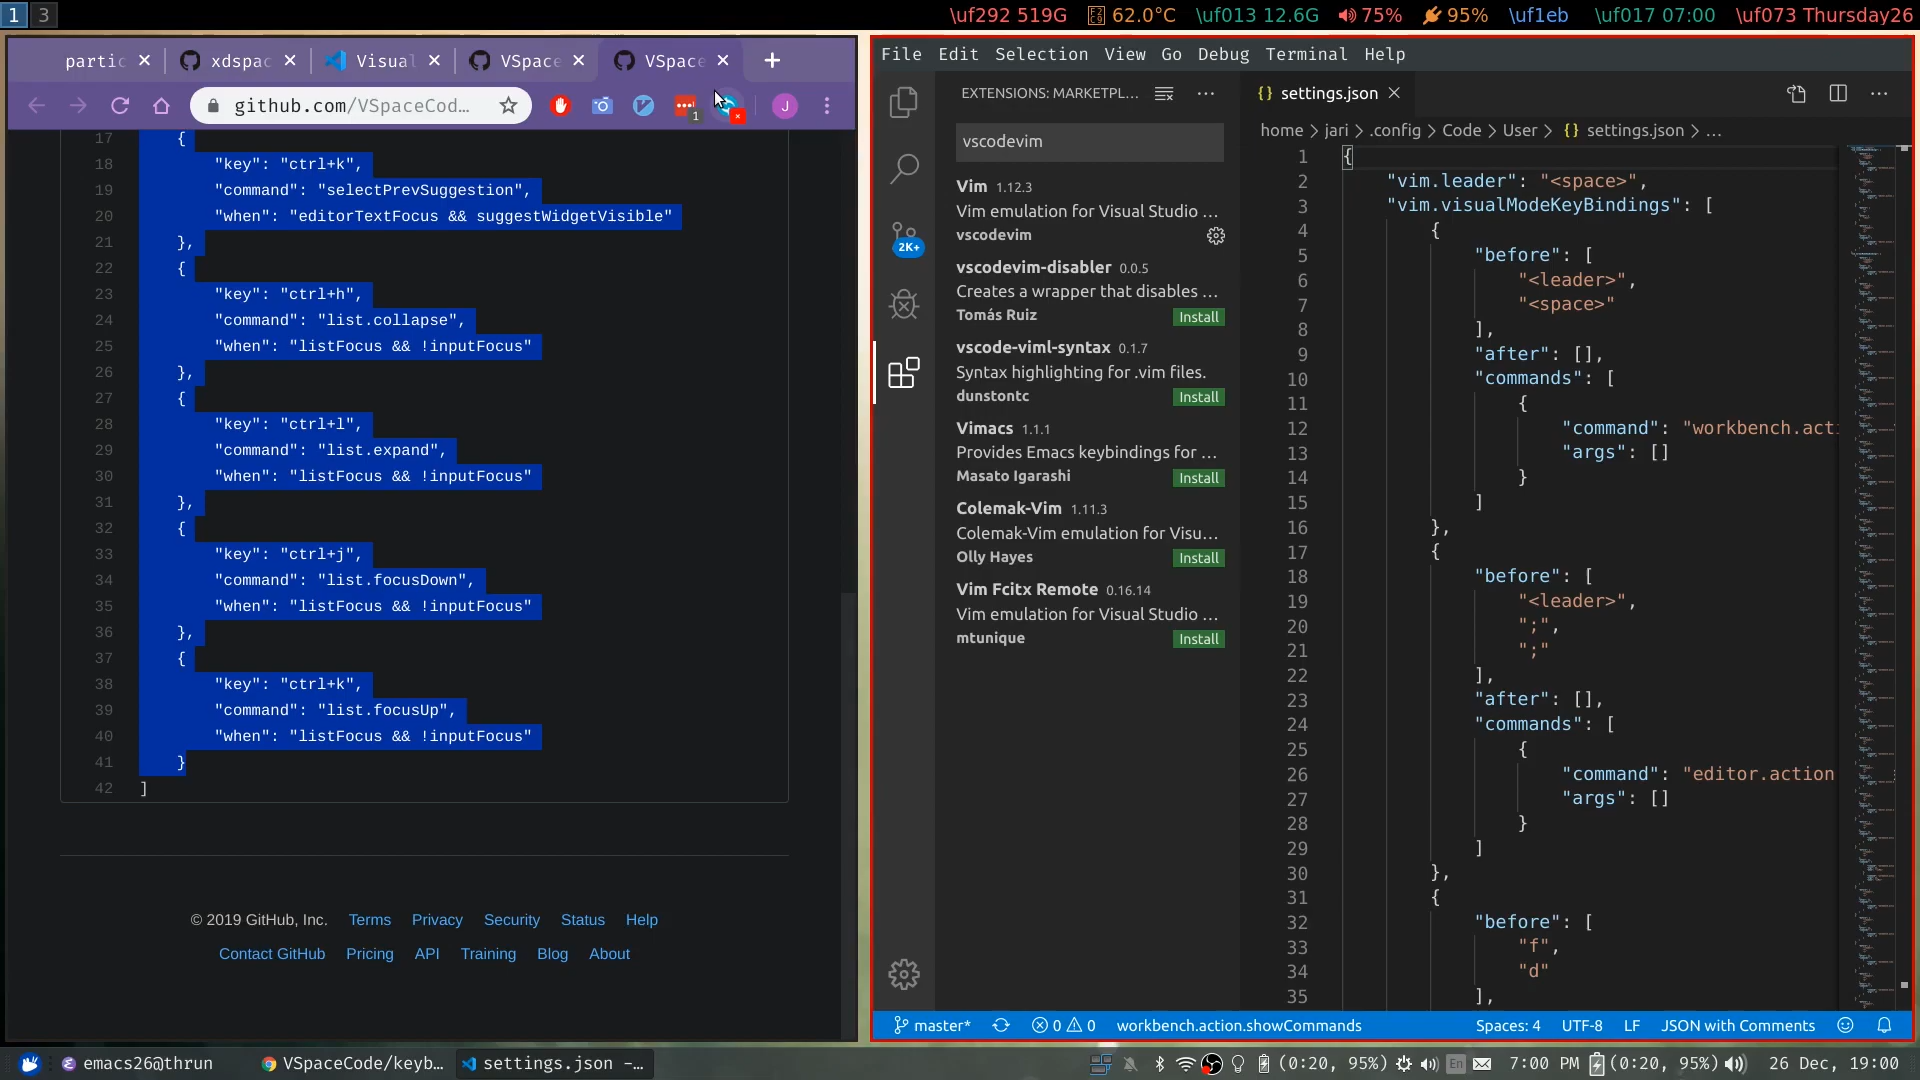 1 3
\uf292 519G 62.0°C \uf013 12.6G 75% 95% \uf1eb \uf017 07:00 \uf073 Thursday26
partic
xdspac
Visual
VSpace
VSpace
github.com/VSpaceCod...
1
J
17 {
18 "key": "ctrl+k",
19 "command": "selectPrevSuggestion",
20 "when": "editorTextFocus && suggestWidgetVisible"
21 },
22 {
23 "key": "ctrl+h",
24 "command": "list.collapse",
25 "when": "listFocus && !inputFocus"
26 },
27 {
28 "key": "ctrl+l",
29 "command": "list.expand",
30 "when": "listFocus && !inputFocus"
31 },
32 {
33 "key": "ctrl+j",
34 "command": "list.focusDown",
35 "when": "listFocus && !inputFocus"
36 },
37 {
38 "key": "ctrl+k",
39 "command": "list.focusUp",
40 "when": "listFocus && !inputFocus"
41 }
42 ]
© 2019 GitHub, Inc. Terms Privacy Security Status Help
Contact GitHub Pricing API Training Blog About
File Edit Selection View Go Debug Terminal Help
2K+
EXTENSIONS: MARKETPL...
vscodevim
Vim 1.12.3
Vim emulation for Visual Studio ...
vscodevim
vscodevim-disabler 0.0.5
Creates a wrapper that disables ...
Tomás Ruiz Install
vscode-viml-syntax 0.1.7
Syntax highlighting for .vim files.
dunstontc Install
Vimacs 1.1.1
Provides Emacs keybindings for ...
Masato Igarashi Install
Colemak-Vim 1.11.3
Colemak-Vim emulation for Visu...
Olly Hayes Install
Vim Fcitx Remote 0.16.14
Vim emulation for Visual Studio ...
mtunique Install
{} settings.json
home > jari > .config > Code > User > {} settings.json > ...
1 {
2 "vim.leader": "<space>",
3 "vim.visualModeKeyBindings": [
4 {
5 "before": [
6 "<leader>",
7 "<space>"
8 ],
9 "after": [],
10 "commands": [
11 {
12 "command": "workbench.act
13 "args": []
14 }
15 ]
16 },
17 {
18 "before": [
19 "<leader>",
20 ";",
21 ";"
22 ],
23 "after": [],
24 "commands": [
25 {
26 "command": "editor.action
27 "args": []
28 }
29 ]
30 },
31 {
32 "before": [
33 "f",
34 "d"
35 ],
master* 0 0 workbench.action.showCommands Spaces: 4 UTF-8 LF JSON with Comments
emacs26@thrun VSpaceCode/keyb... settings.json –... (0:20, 95%) En 7:00 PM (0:20, 95%) 26 Dec, 19:00